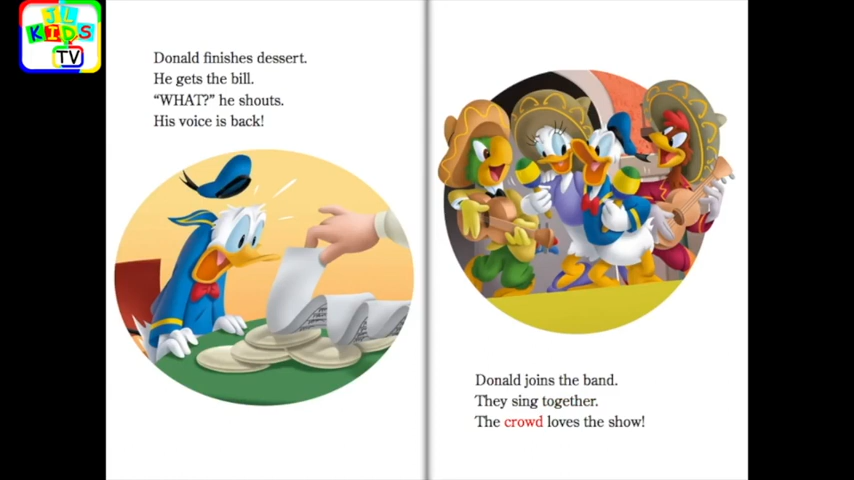 JL
KIDS
TV
Donald finishes dessert.
He gets the bill.
“WHAT?” he shouts.
His voice is back!
Donald joins the band.
They sing together.
The crowd loves the show!